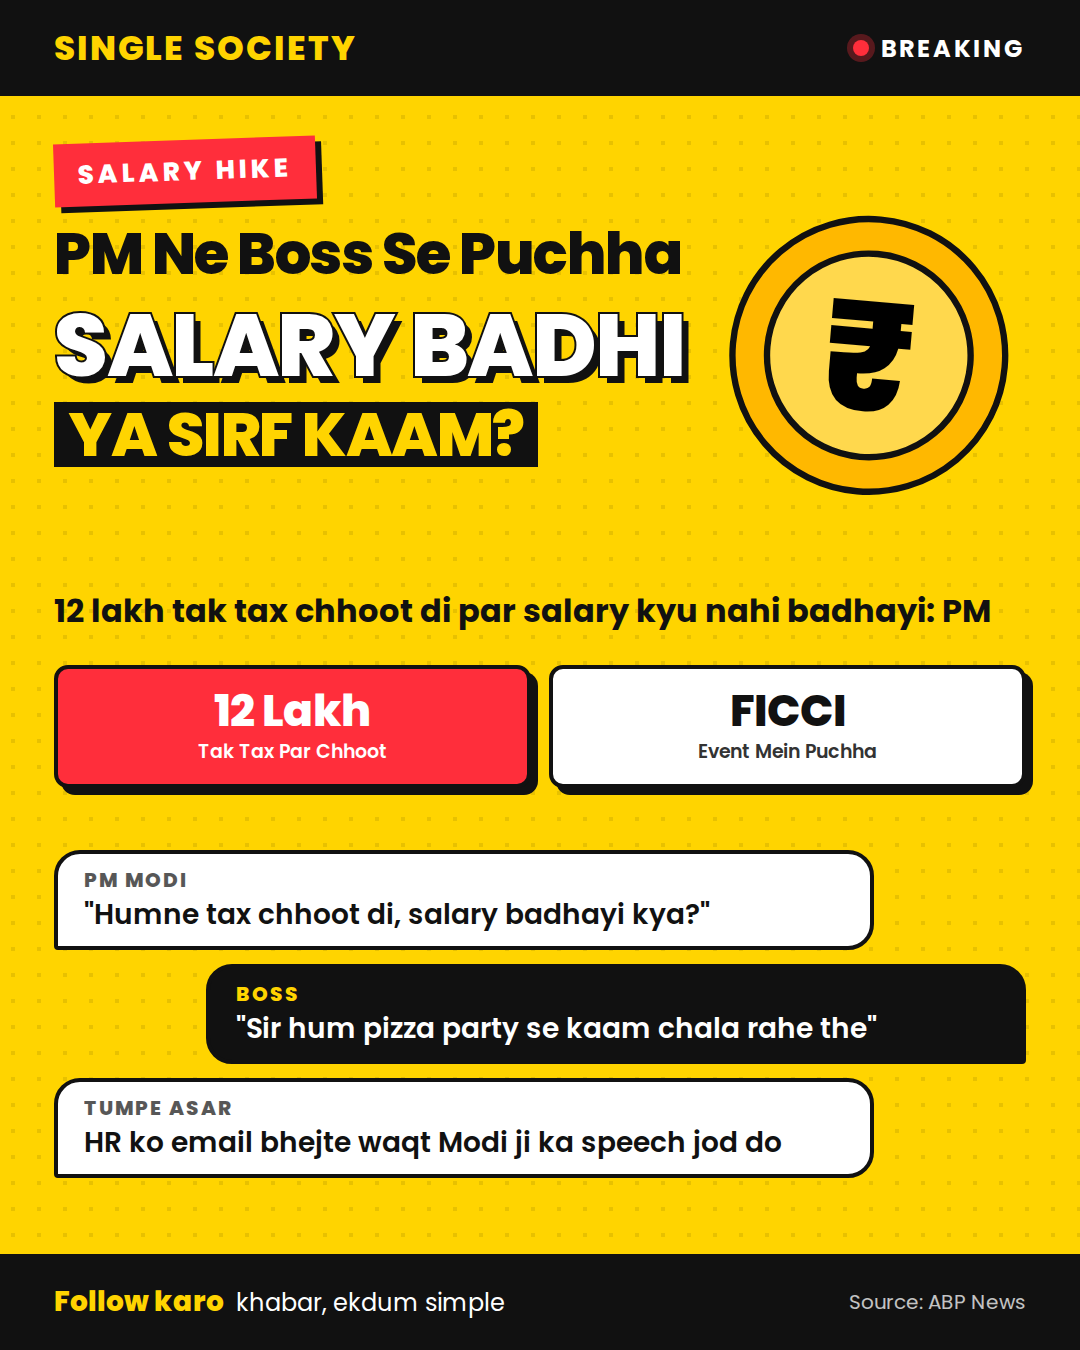 SINGLE SOCIETY
BREAKING
SALARY HIKE
PM Ne Boss Se Puchha
SALARY BADHI
YA SIRF KAAM?
₹
12 lakh tak tax chhoot di par salary kyu nahi badhayi: PM
12 Lakh
Tak Tax Par Chhoot
FICCI
Event Mein Puchha
PM MODI
"Humne tax chhoot di, salary badhayi kya?"
BOSS
"Sir hum pizza party se kaam chala rahe the"
TUMPE ASAR
HR ko email bhejte waqt Modi ji ka speech jod do
Follow karo khabar, ekdum simple
Source: ABP News